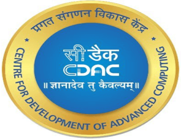 प्रगत संगणन विकास केंद्र
सी डैक
CDAC
॥ ज्ञानादेव तु कैवल्यम् ॥
CENTRE FOR DEVELOPMENT OF ADVANCED COMPUTING